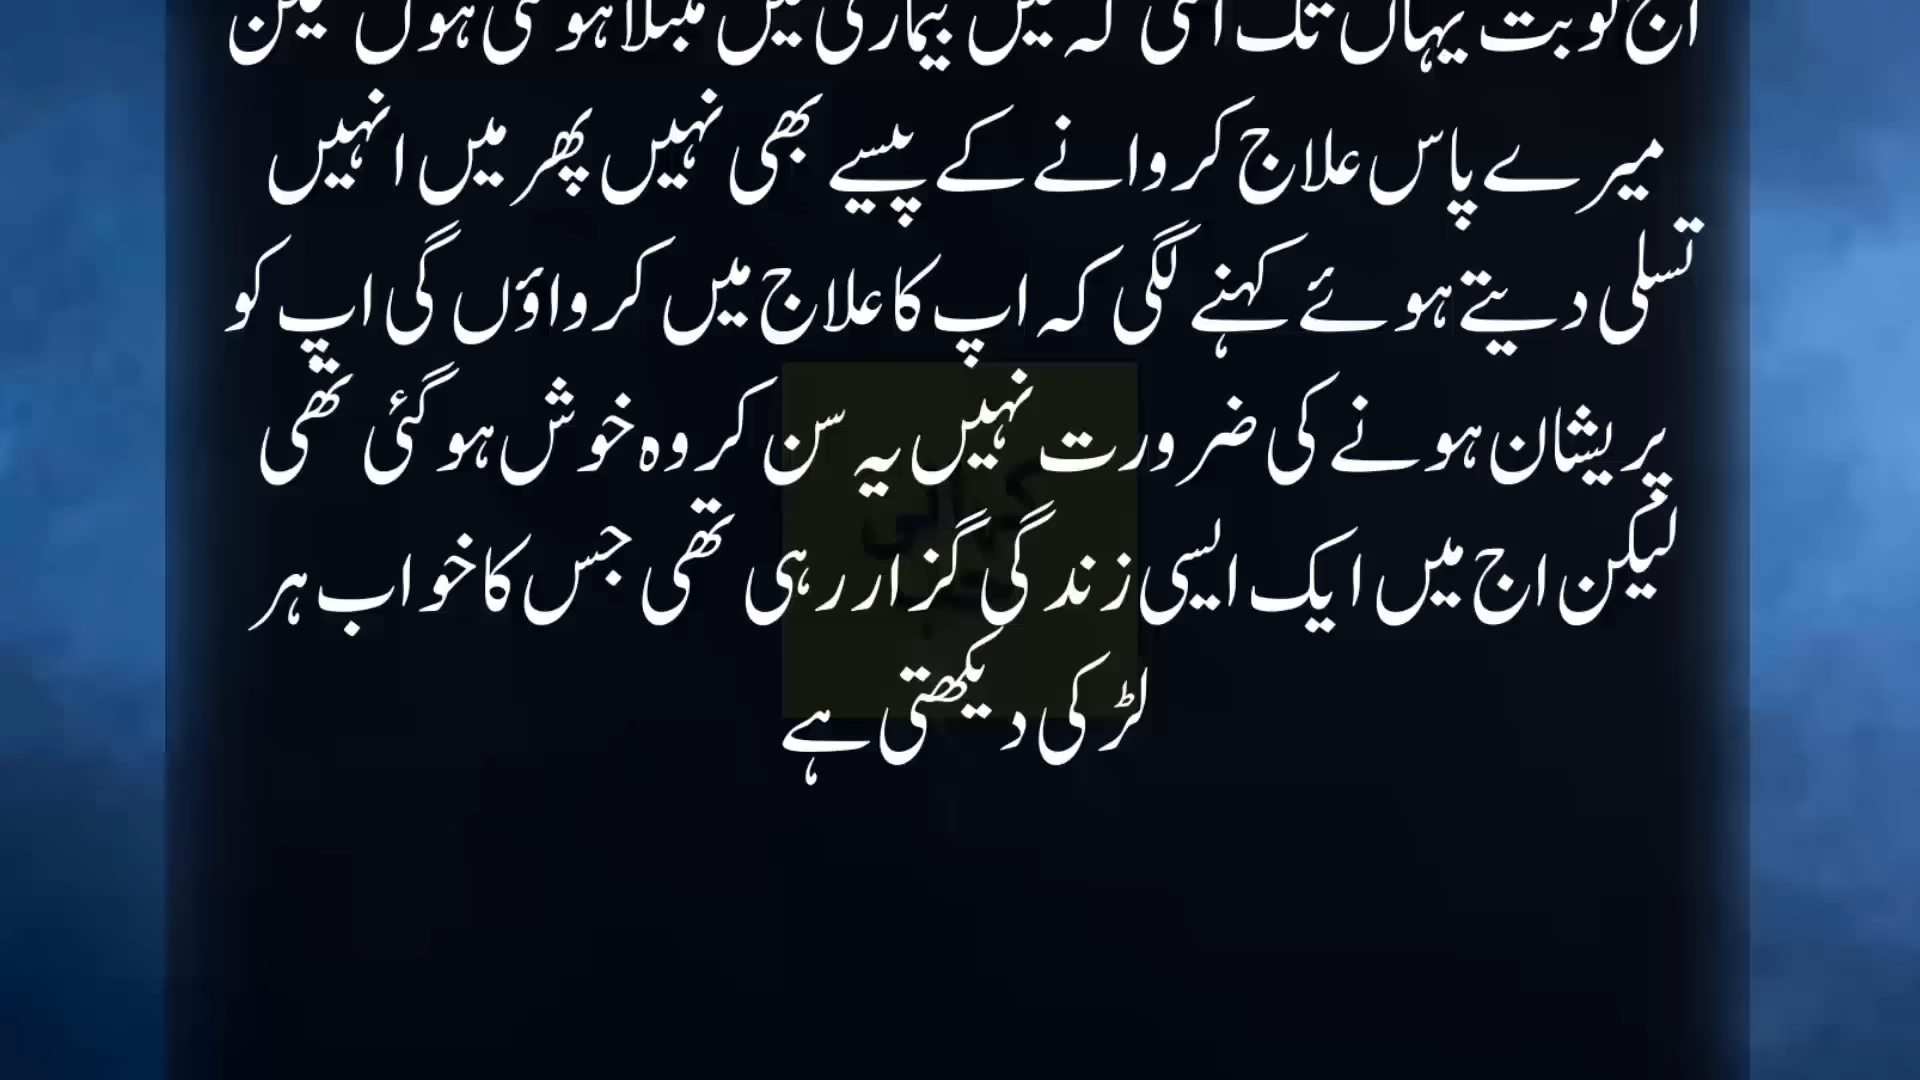 اج نوبت یہاں تک ائی کہ میں بیماری میں مبتلا ہو گئی ہوں لیکن
میرے پاس علاج کروانے کے پیسے بھی نہیں پھر میں انہیں
تسلی دیتے ہوئے کہنے لگی کہ اپ کا علاج میں کرواؤں گی اپ کو
پریشان ہونے کی ضرورت نہیں یہ سن کر وہ خوش ہو گئی تھی
لیکن اج میں ایک ایسی زندگی گزار رہی تھی جس کا خواب ہر
لڑکی دیکھتی ہے